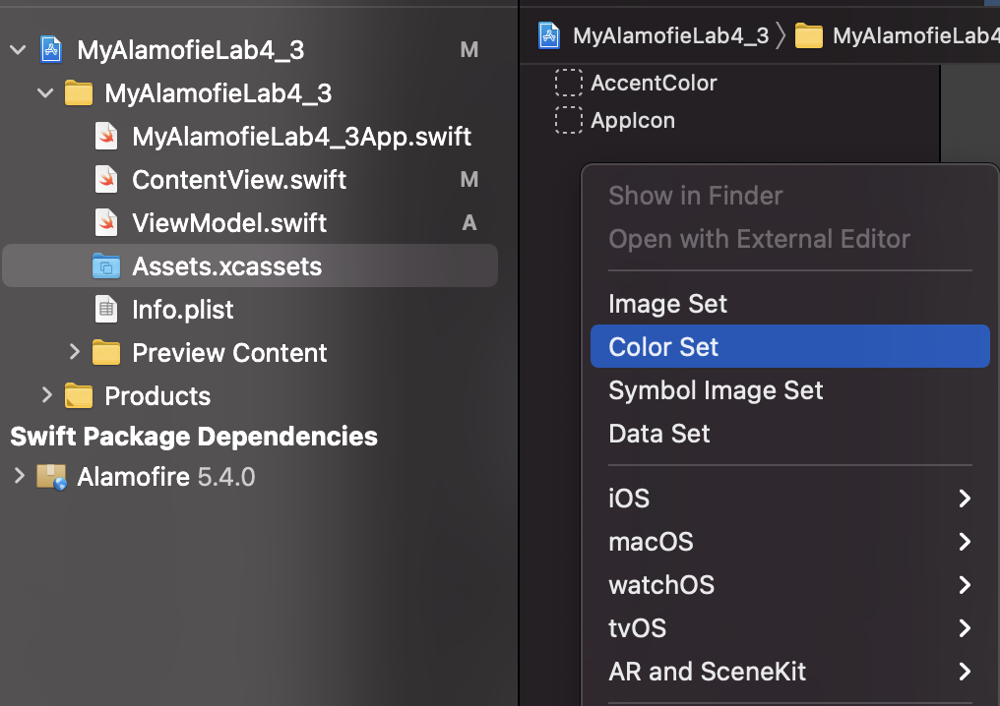 MyAlamofieLab4_3 M
MyAlamofieLab4_3
MyAlamofieLab4_3App.swift
ContentView.swift M
ViewModel.swift A
Assets.xcassets
Info.plist
Preview Content
Products
Swift Package Dependencies
Alamofire 5.4.0
MyAlamofieLab4_3 MyAlamofieLab4
AccentColor
AppIcon
Show in Finder
Open with External Editor
Image Set
Color Set
Symbol Image Set
Data Set
iOS
macOS
watchOS
tvOS
AR and SceneKit